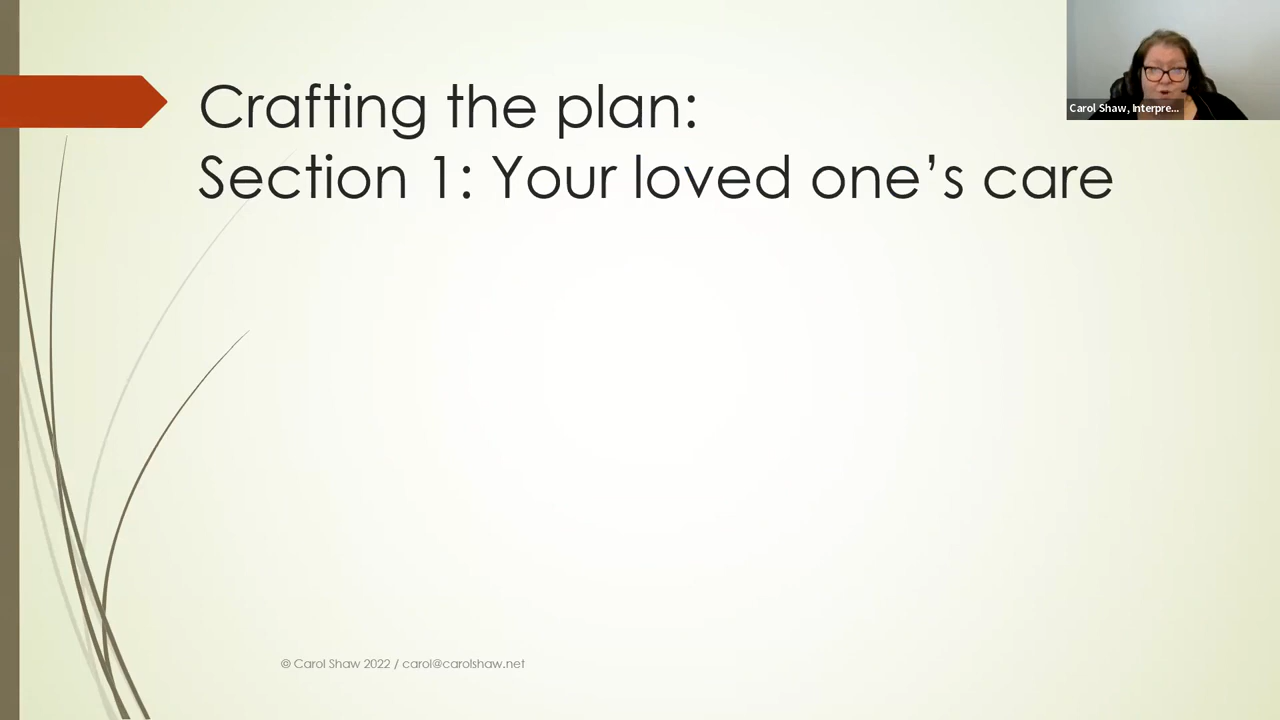 Crafting the plan:
Section 1: Your loved one’s care
Carol Shaw, Interpre...
© Carol Shaw 2022 / carol@carolshaw.net